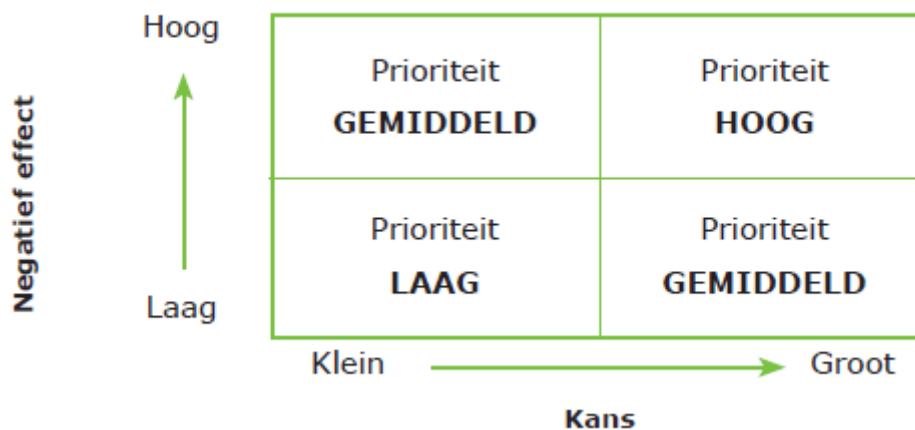 Hoog
Prioriteit
GEMIDDELD
Prioriteit
HOOG
Negatief effect
Prioriteit
LAAG
Prioriteit
GEMIDDELD
Laag
Klein
Groot
Kans